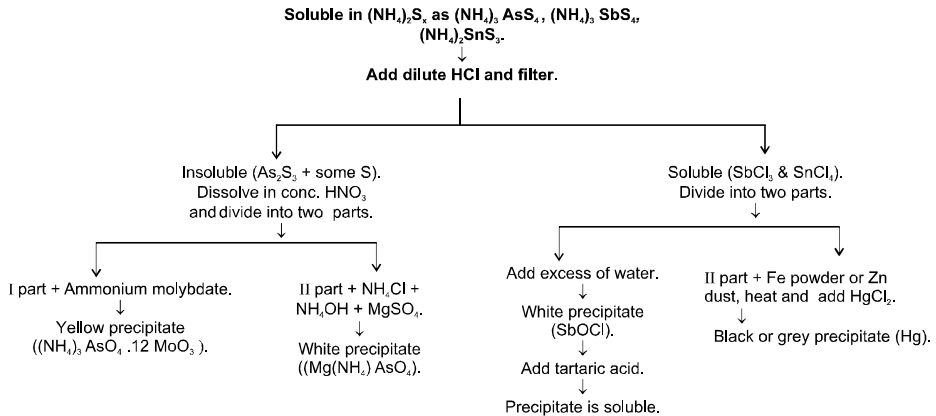 Soluble in (NH₄)₂Sₓ as (NH₄)₃ AsS₄, (NH₄)₃ SbS₄,
(NH₄)₂SnS₃.
Add dilute HCl and filter.
Insoluble (As₂S₃ + some S).
Dissolve in conc. HNO₃
and divide into two parts.
I part + Ammonium molybdate.
Yellow precipitate
((NH₄)₃ AsO₄ .12 MoO₃ ).
II part + NH₄Cl +
NH₄OH + MgSO₄.
White precipitate
((Mg(NH₄) AsO₄).
Soluble (SbCl₃ & SnCl₄).
Divide into two parts.
Add excess of water.
White precipitate
(SbOCl).
Add tartaric acid.
Precipitate is soluble.
II part + Fe powder or Zn
dust, heat and add HgCl₂.
Black or grey precipitate (Hg).